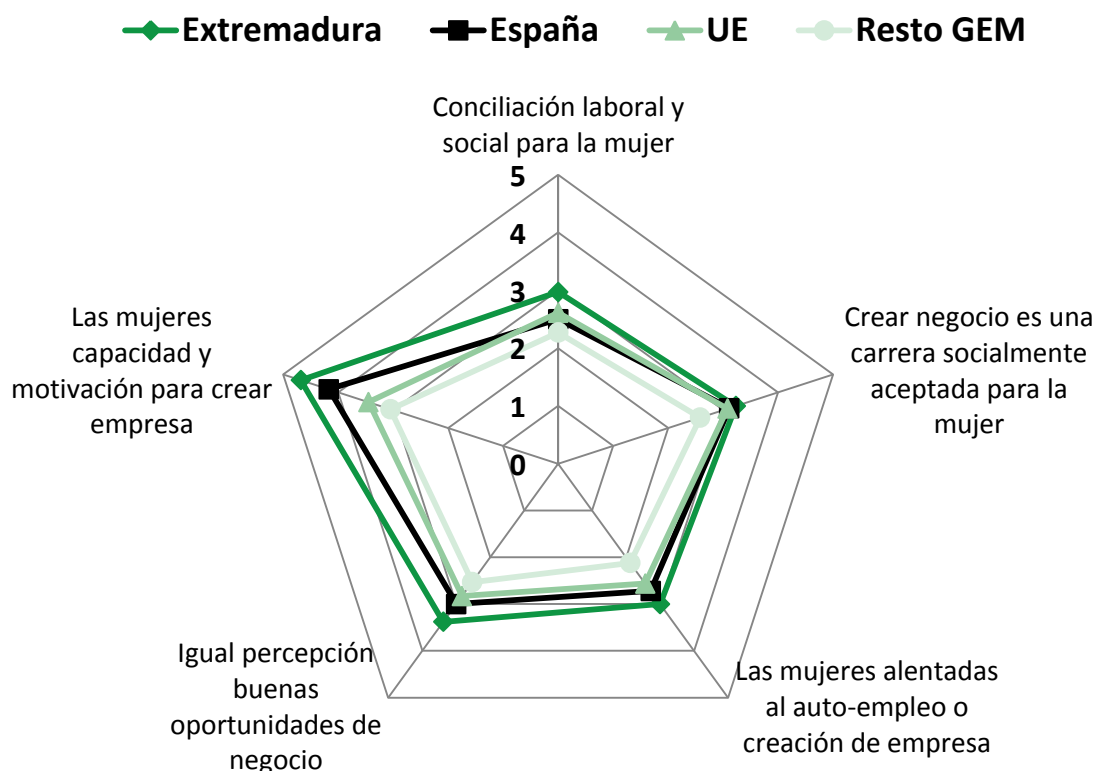 Extremadura España UE Resto GEM
Conciliación laboral y
social para la mujer
5
4
3
2
1
0
Crear negocio es una
carrera socialmente
aceptada para la
mujer
Las mujeres alentadas
al auto-empleo o
creación de empresa
Igual percepción
buenas
oportunidades de
negocio
Las mujeres
capacidad y
motivación para crear
empresa